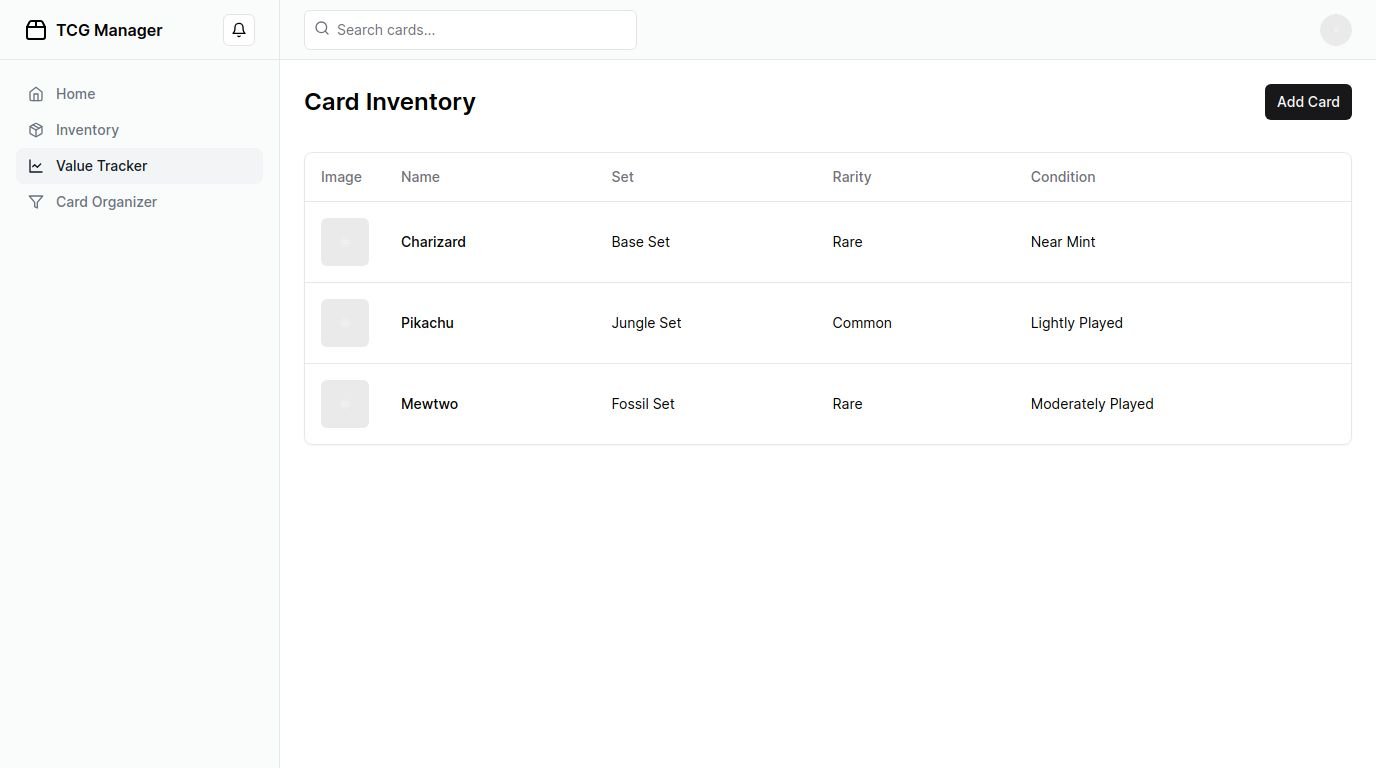 TCG Manager
Search cards...
Home
Inventory
Value Tracker
Card Organizer
Card Inventory
Add Card
Image Name Set Rarity Condition
Charizard Base Set Rare Near Mint
Pikachu Jungle Set Common Lightly Played
Mewtwo Fossil Set Rare Moderately Played